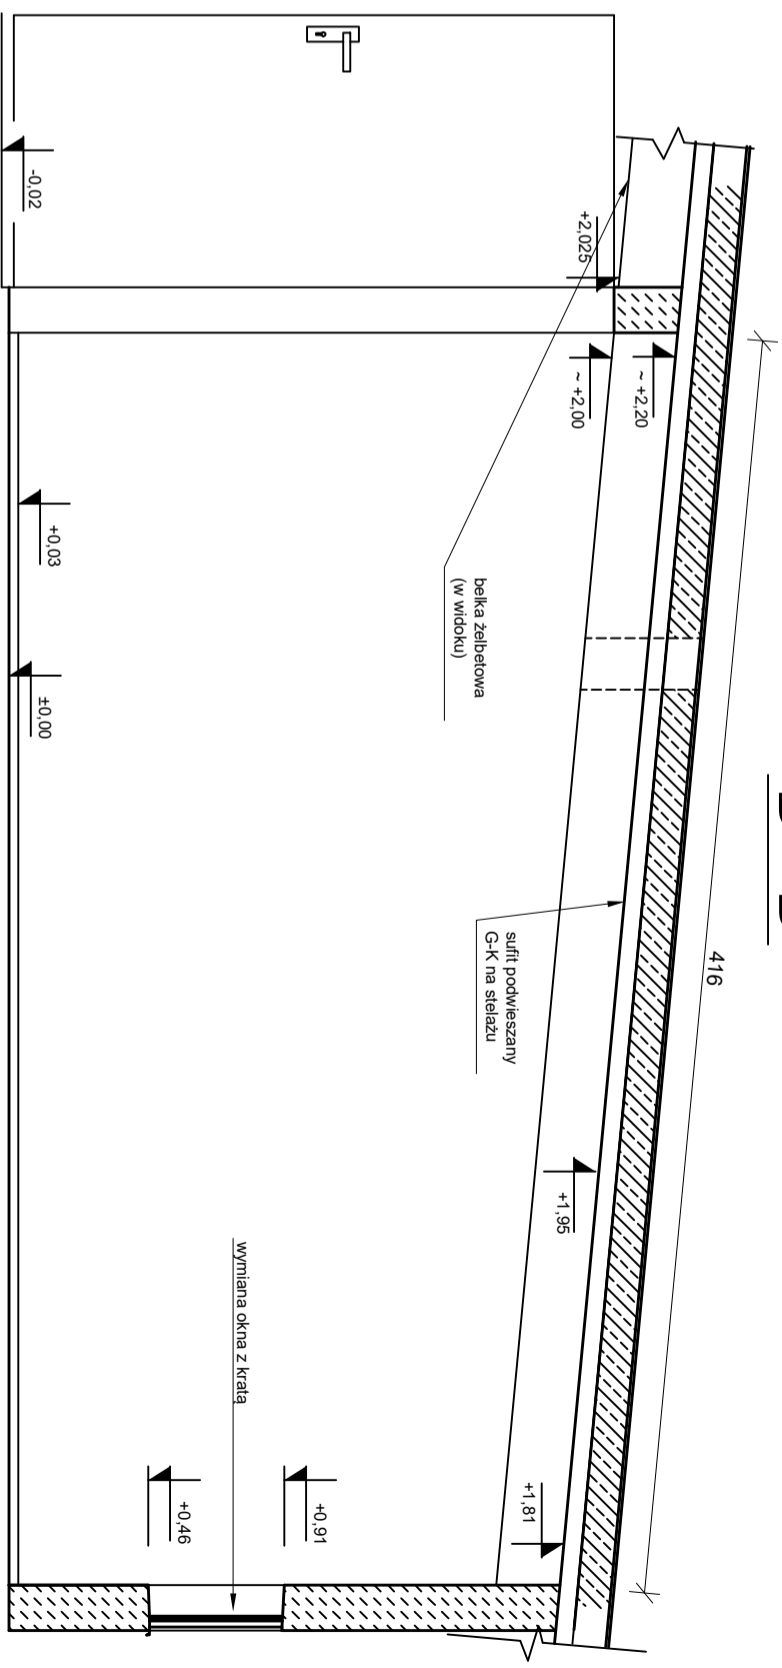 416
~ +2,20
+2,025
~ +2,00
+1,95
+1,81
sufit podwieszany
G-K na stelażu
belka żelbetowa
(w widoku)
+0,91
wymiana okna z kratą
+0,46
+0,03
-0,02
±0,00